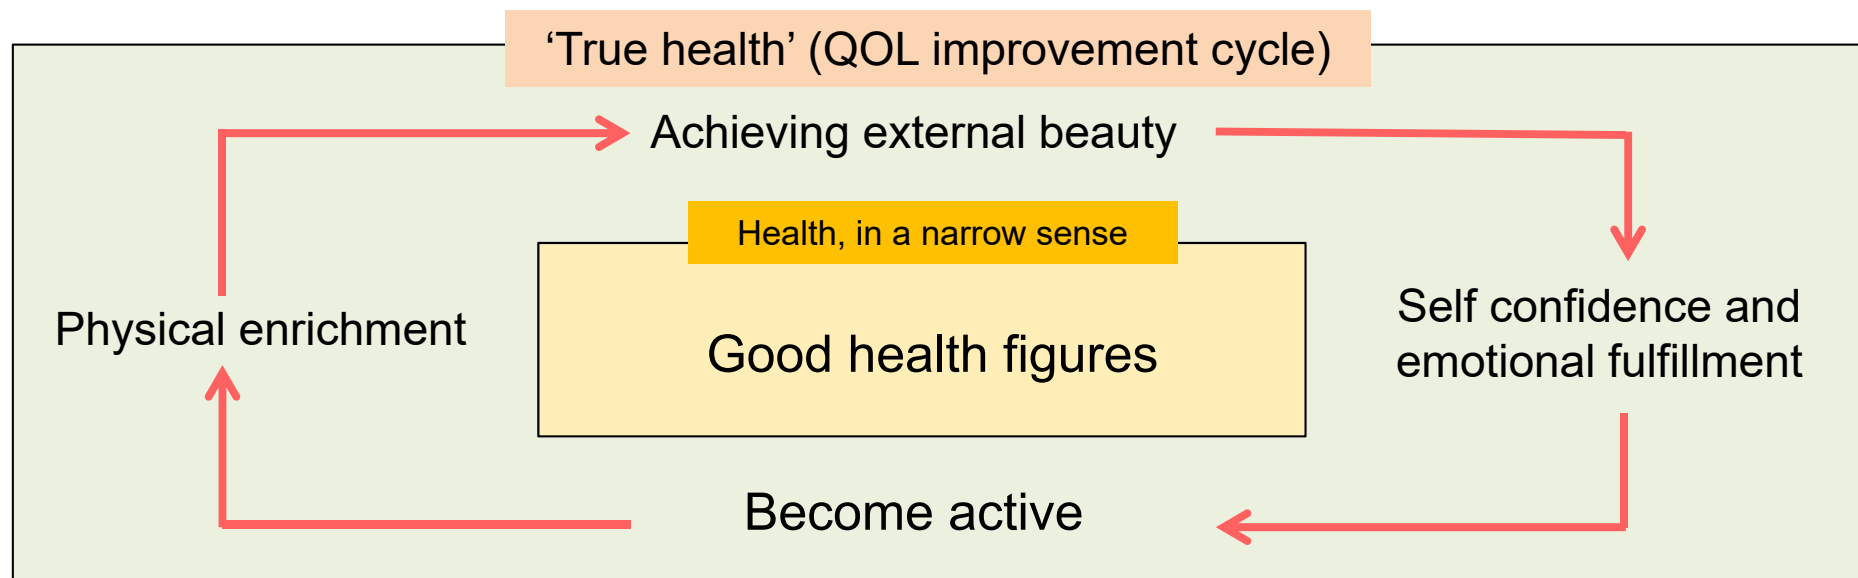 ‘True health’ (QOL improvement cycle)
Achieving external beauty
Health, in a narrow sense
Physical enrichment
Good health figures
Self confidence and
emotional fulfillment
Become active